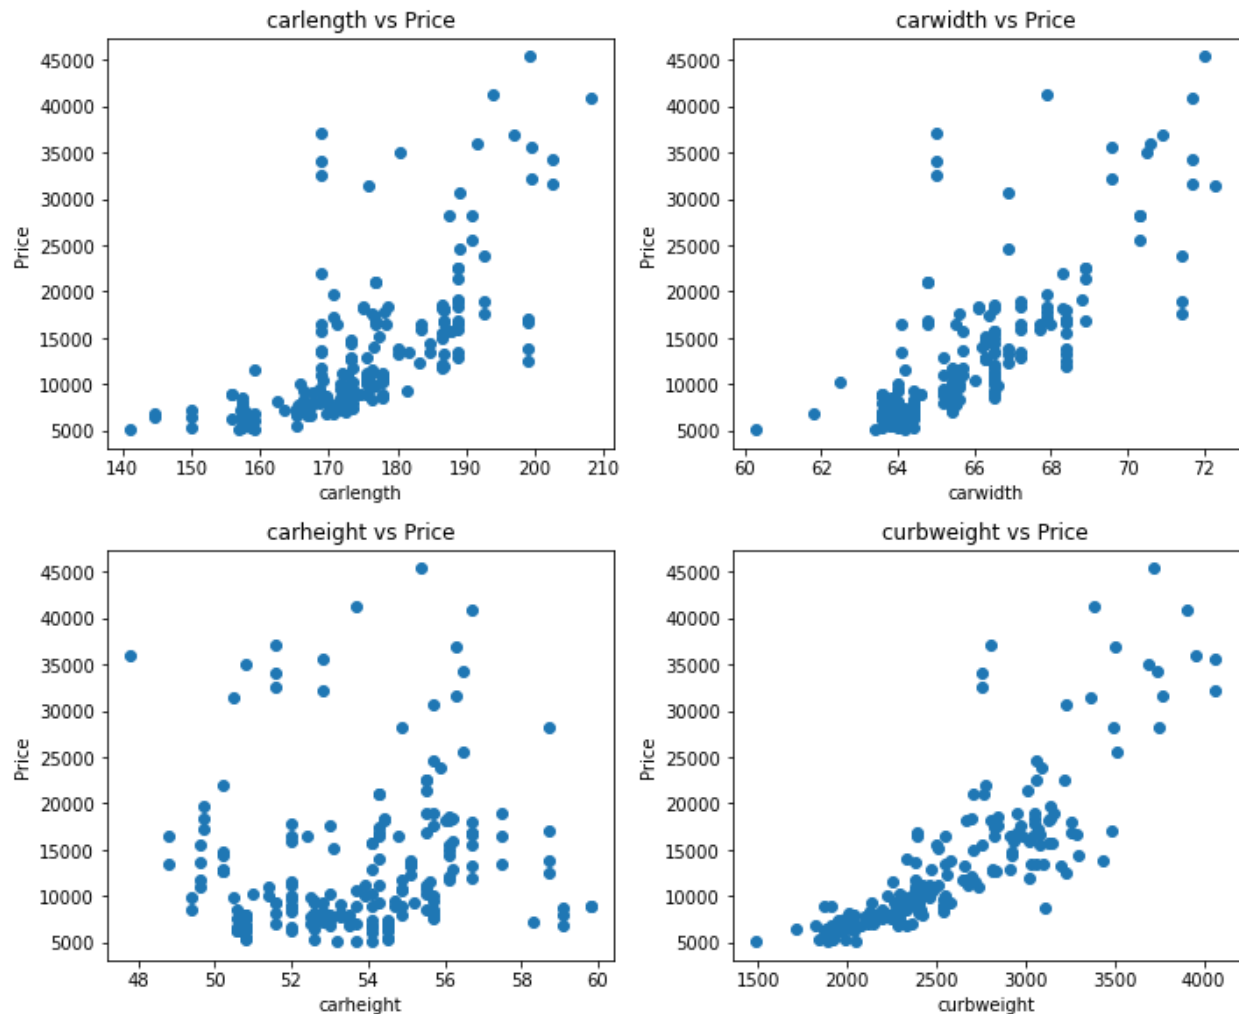 carlength vs Price
carwidth vs Price
45000
40000
35000
30000
25000
20000
15000
10000
5000
Price
140 150 160 170 180 190 200 210
carlength
45000
40000
35000
30000
25000
20000
15000
10000
5000
Price
60 62 64 66 68 70 72
carwidth
carheight vs Price
curbweight vs Price
45000
40000
35000
30000
25000
20000
15000
10000
5000
Price
48 50 52 54 56 58 60
carheight
45000
40000
35000
30000
25000
20000
15000
10000
5000
Price
1500 2000 2500 3000 3500 4000
curbweight